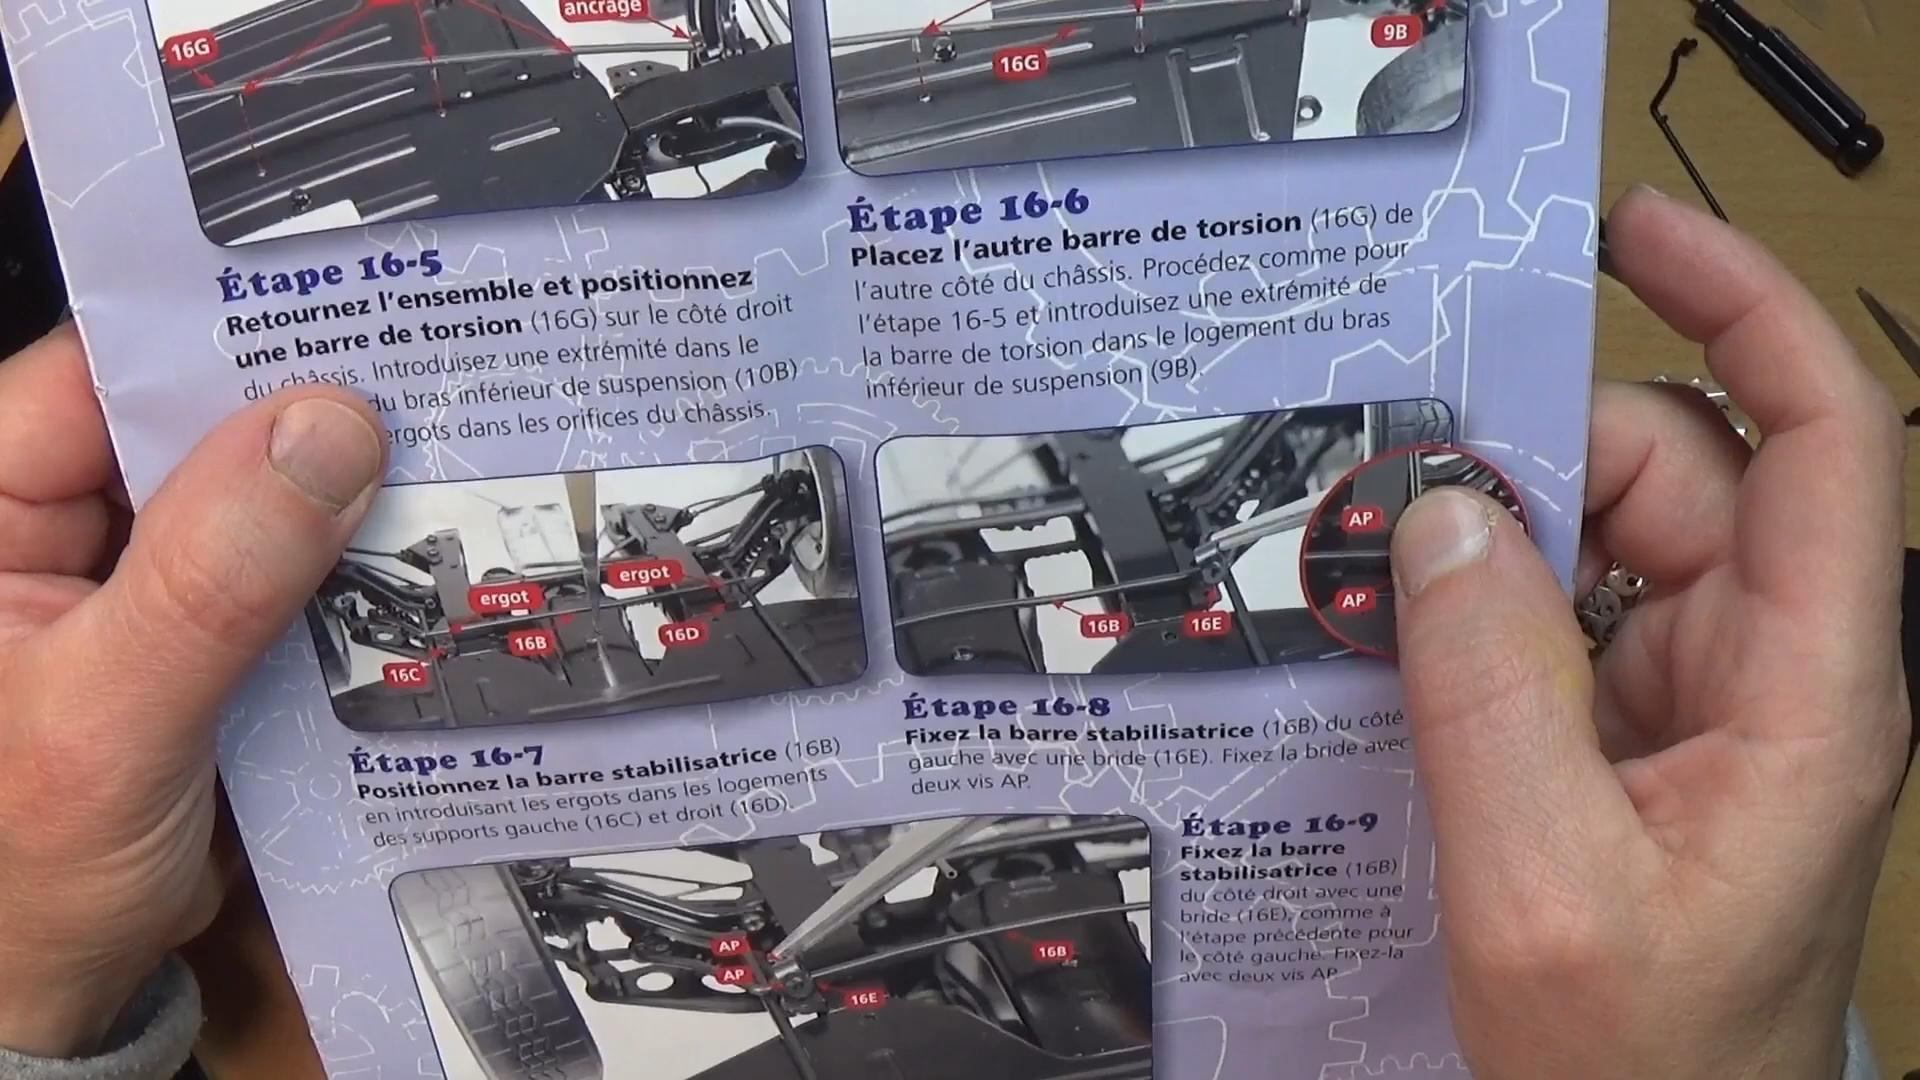 16G
ancrage
16G
9B
Étape 16-5
Retournez l'ensemble et positionnez
une barre de torsion (16G) sur le côté droit
du châssis. Introduisez une extrémité dans le
du bras inférieur de suspension (10B)
ergots dans les orifices du châssis.
Étape 16-6
Placez l'autre barre de torsion (16G) de
l'autre côté du châssis. Procédez comme pour
l'étape 16-5 et introduisez une extrémité de
la barre de torsion dans le logement du bras
inférieur de suspension (9B).
ergot
ergot
16B
16D
16C
AP
AP
16B
16E
Étape 16-7
Positionnez la barre stabilisatrice (16B)
en introduisant les ergots dans les logements
des supports gauche (16C) et droit (16D).
Étape 16-8
Fixez la barre stabilisatrice (16B) du côté
gauche avec une bride (16E). Fixez la bride avec
deux vis AP.
AP
AP
16B
16E
Étape 16-9
Fixez la barre
stabilisatrice (16B)
du côté droit avec une
bride (16E), comme à
l'étape précédente pour
le côté gauche. Fixez-la
avec deux vis AP.